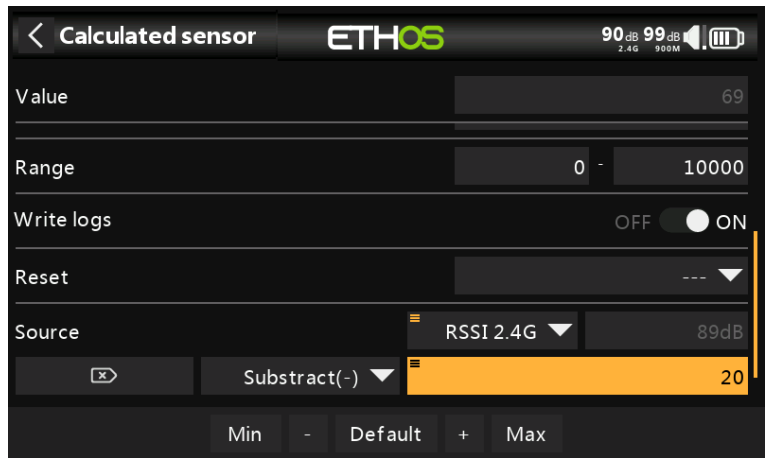 Calculated sensor ETHOS 90dB 99dB
2.4G 900M
Value 69
Range 0 - 10000
Write logs OFF ON
Reset ---
Source RSSI 2.4G 89dB
Substract(-) 20
Min - Default + Max